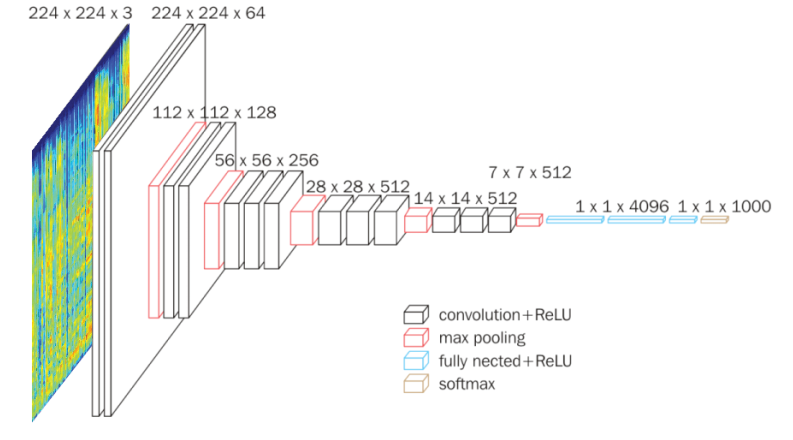 224 x 224 x 3
224 x 224 x 64
112 x 112 x 128
56 x 56 x 256
28 x 28 x 512
14 x 14 x 512
7 x 7 x 512
1 x 1 x 4096
1 x 1 x 1000
convolution+ReLU
max pooling
fully nected+ReLU
softmax